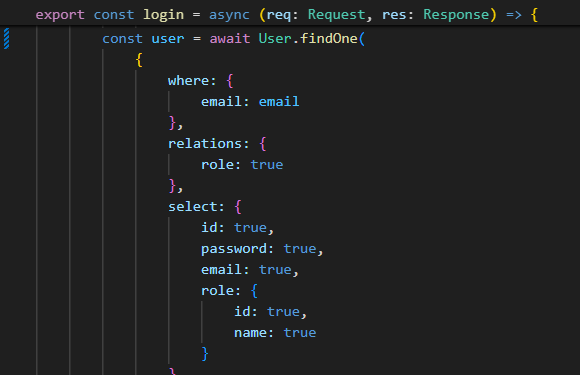 export const login = async (req: Request, res: Response) => {
const user = await User.findOne(
{
where: {
email: email
},
relations: {
role: true
},
select: {
id: true,
password: true,
email: true,
role: {
id: true,
name: true
}
}